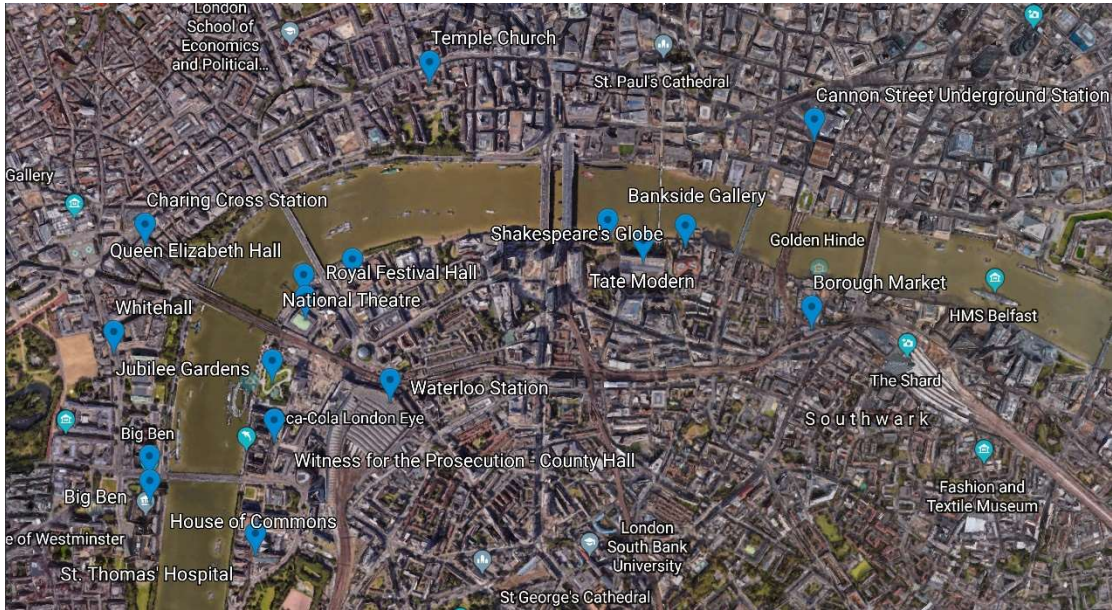 London
School of
Economics
and Political...
Temple Church
St. Paul's Cathedral
Cannon Street Underground Station
Gallery
Charing Cross Station
Bankside Gallery
Queen Elizabeth Hall
Shakespeare's Globe
Golden Hinde
Royal Festival Hall
Tate Modern
Borough Market
National Theatre
Whitehall
HMS Belfast
Jubilee Gardens
Waterloo Station
The Shard
ca-Cola London Eye
Southwark
Big Ben
Witness for the Prosecution - County Hall
Big Ben
Fashion and
Textile Museum
House of Commons
London
South Bank
University
e of Westminster
St. Thomas' Hospital
St George's Cathedral